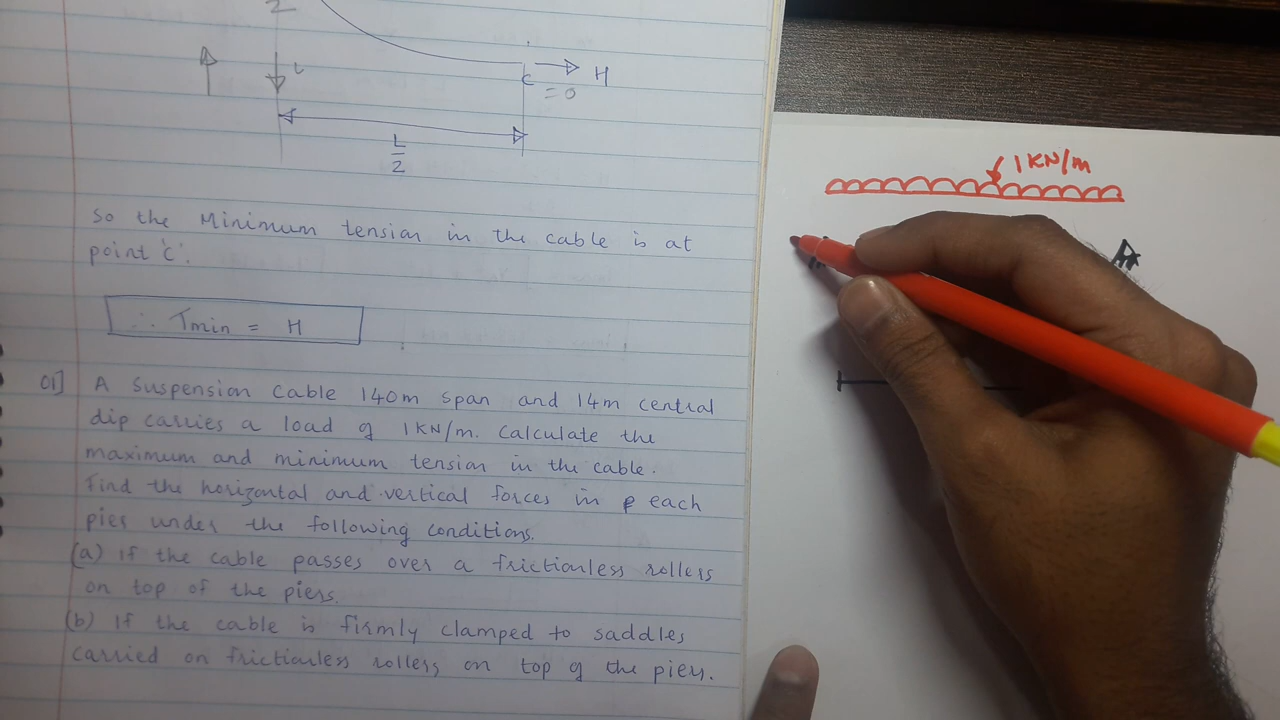 2
L
C
H
= 0
L
2
So the Minimum tension in the cable is at
point 'C'.
∴ Tmin = H
01] A suspension cable 140m span and 14m central
dip carries a load of 1KN/m. Calculate the
maximum and minimum tension in the cable.
Find the horizontal and vertical forces in each
pier under the following conditions.
(a) If the cable passes over a frictionless rollers
on top of the piers.
(b) If the cable is firmly clamped to saddles
carried on frictionless rollers on top of the piers.
1KN/m